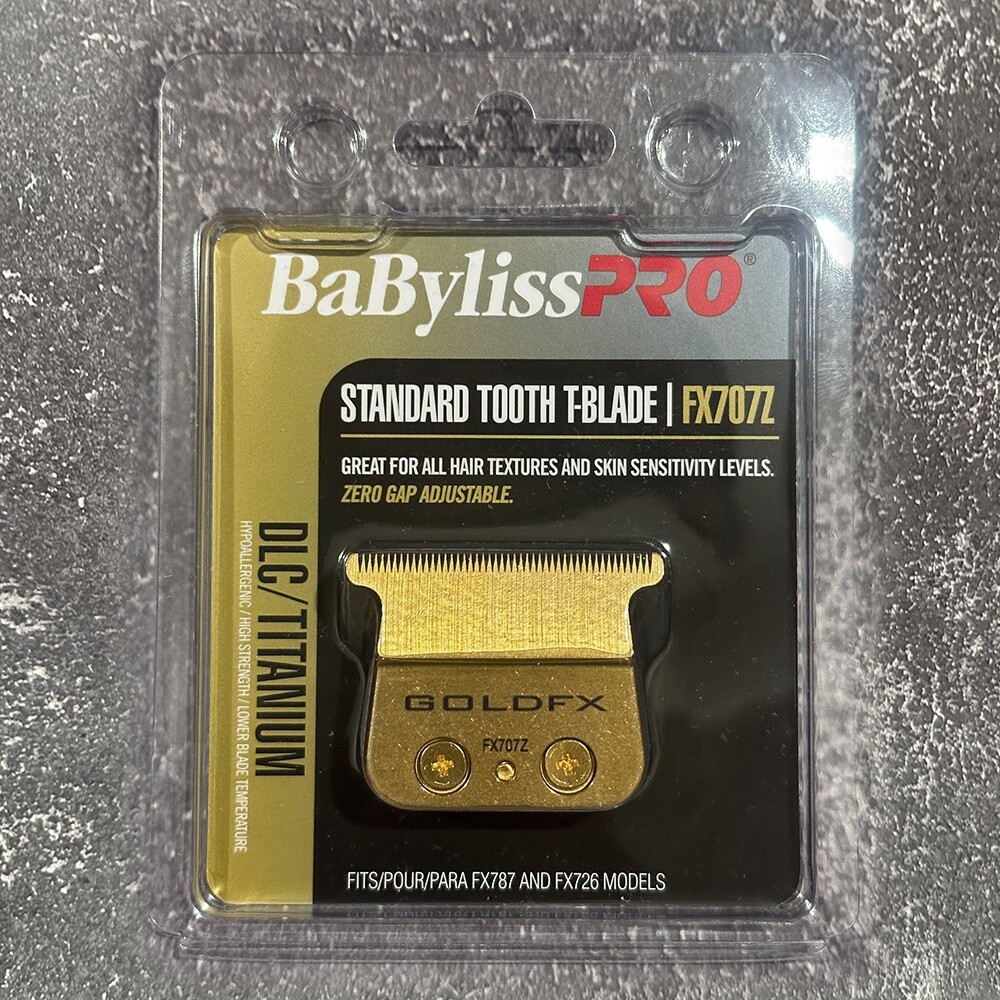 BaBylissPRO®
STANDARD TOOTH T-BLADE | FX707Z
GREAT FOR ALL HAIR TEXTURES AND SKIN SENSITIVITY LEVELS.
ZERO GAP ADJUSTABLE.
DLC/TITANIUM
HYPOALLERGENIC / HIGH STRENGTH / LOWER BLADE TEMPERATURE
GOLDFX
FX707Z
FITS/POUR/PARA FX787 AND FX726 MODELS